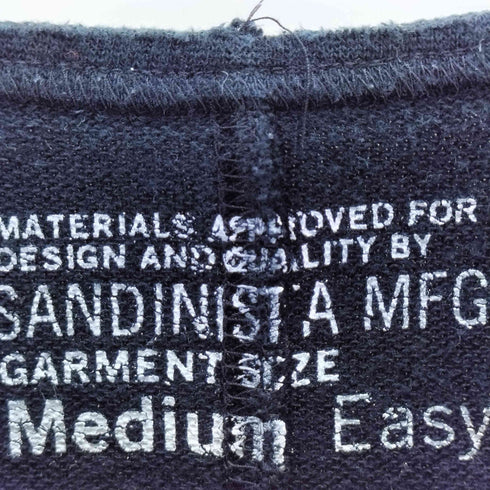 MATERIALS APPROVED FOR
DESIGN AND QUALITY BY
SANDINISTA MFG
GARMENT SIZE
Medium Easy